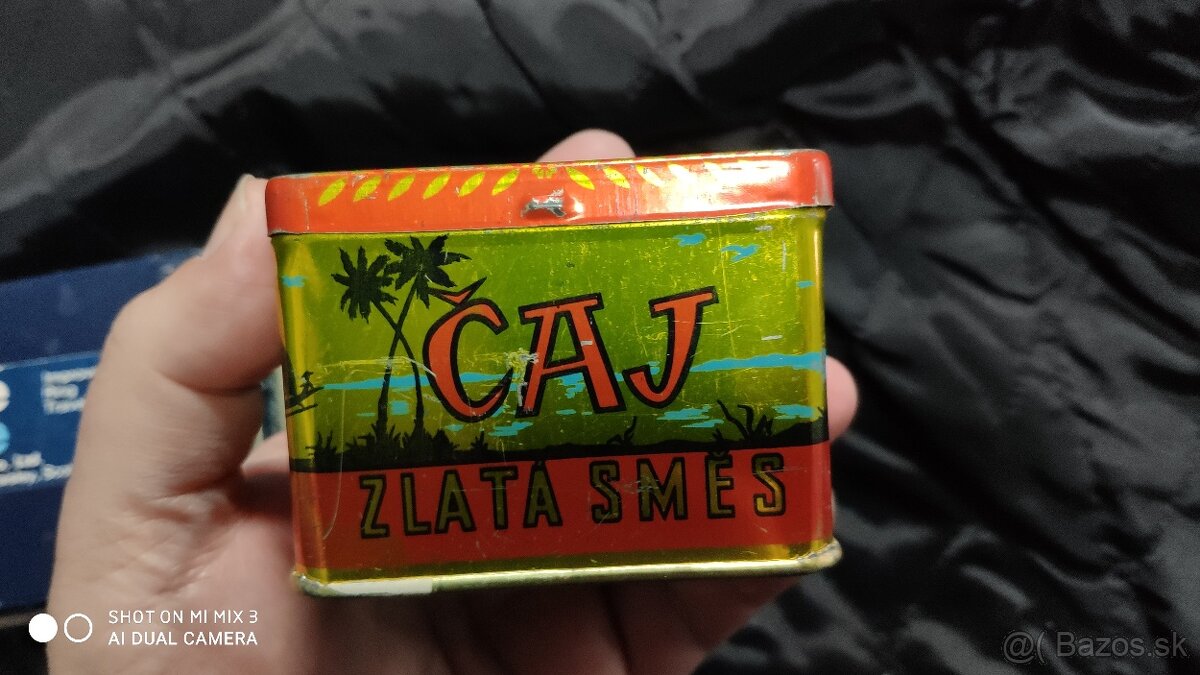 ČAJ
ZLATÁ SMĚS
SHOT ON MI MIX 3
AI DUAL CAMERA
@( Bazos.sk